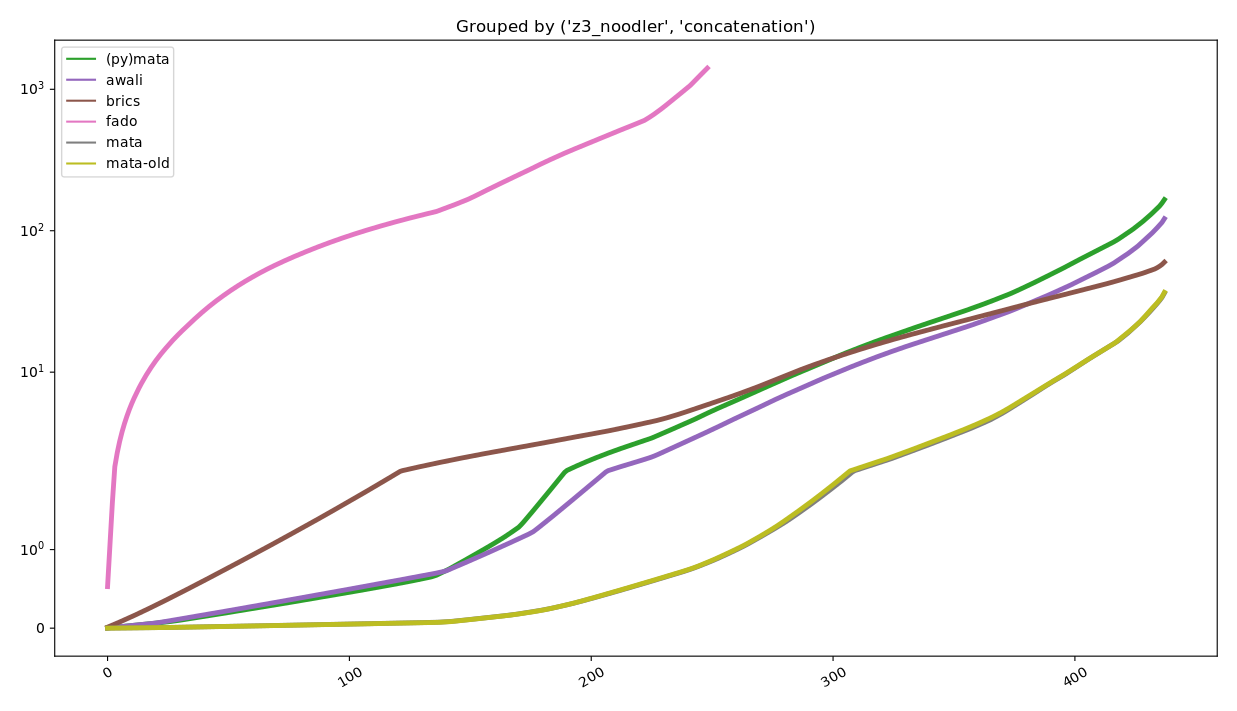 Grouped by ('z3_noodler', 'concatenation')
(py)mata
awali
brics
fado
mata
mata-old
10³
10²
10¹
10⁰
0
0
100
200
300
400